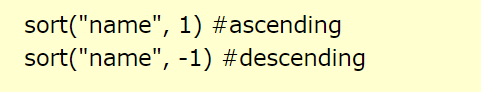 sort("name", 1) #ascending
sort("name", -1) #descending